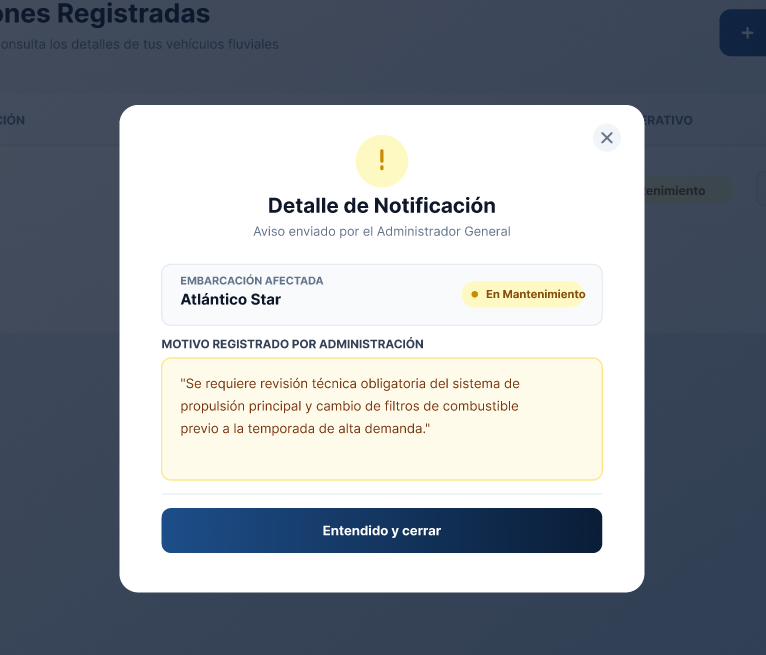 ones Registradas
onsulta los detalles de tus vehículos fluviales
+
CIÓN
ERATIVO
enimiento
!
Detalle de Notificación
Aviso enviado por el Administrador General
EMBARCACIÓN AFECTADA
Atlántico Star
En Mantenimiento
MOTIVO REGISTRADO POR ADMINISTRACIÓN
"Se requiere revisión técnica obligatoria del sistema de
propulsión principal y cambio de filtros de combustible
previo a la temporada de alta demanda."
Entendido y cerrar